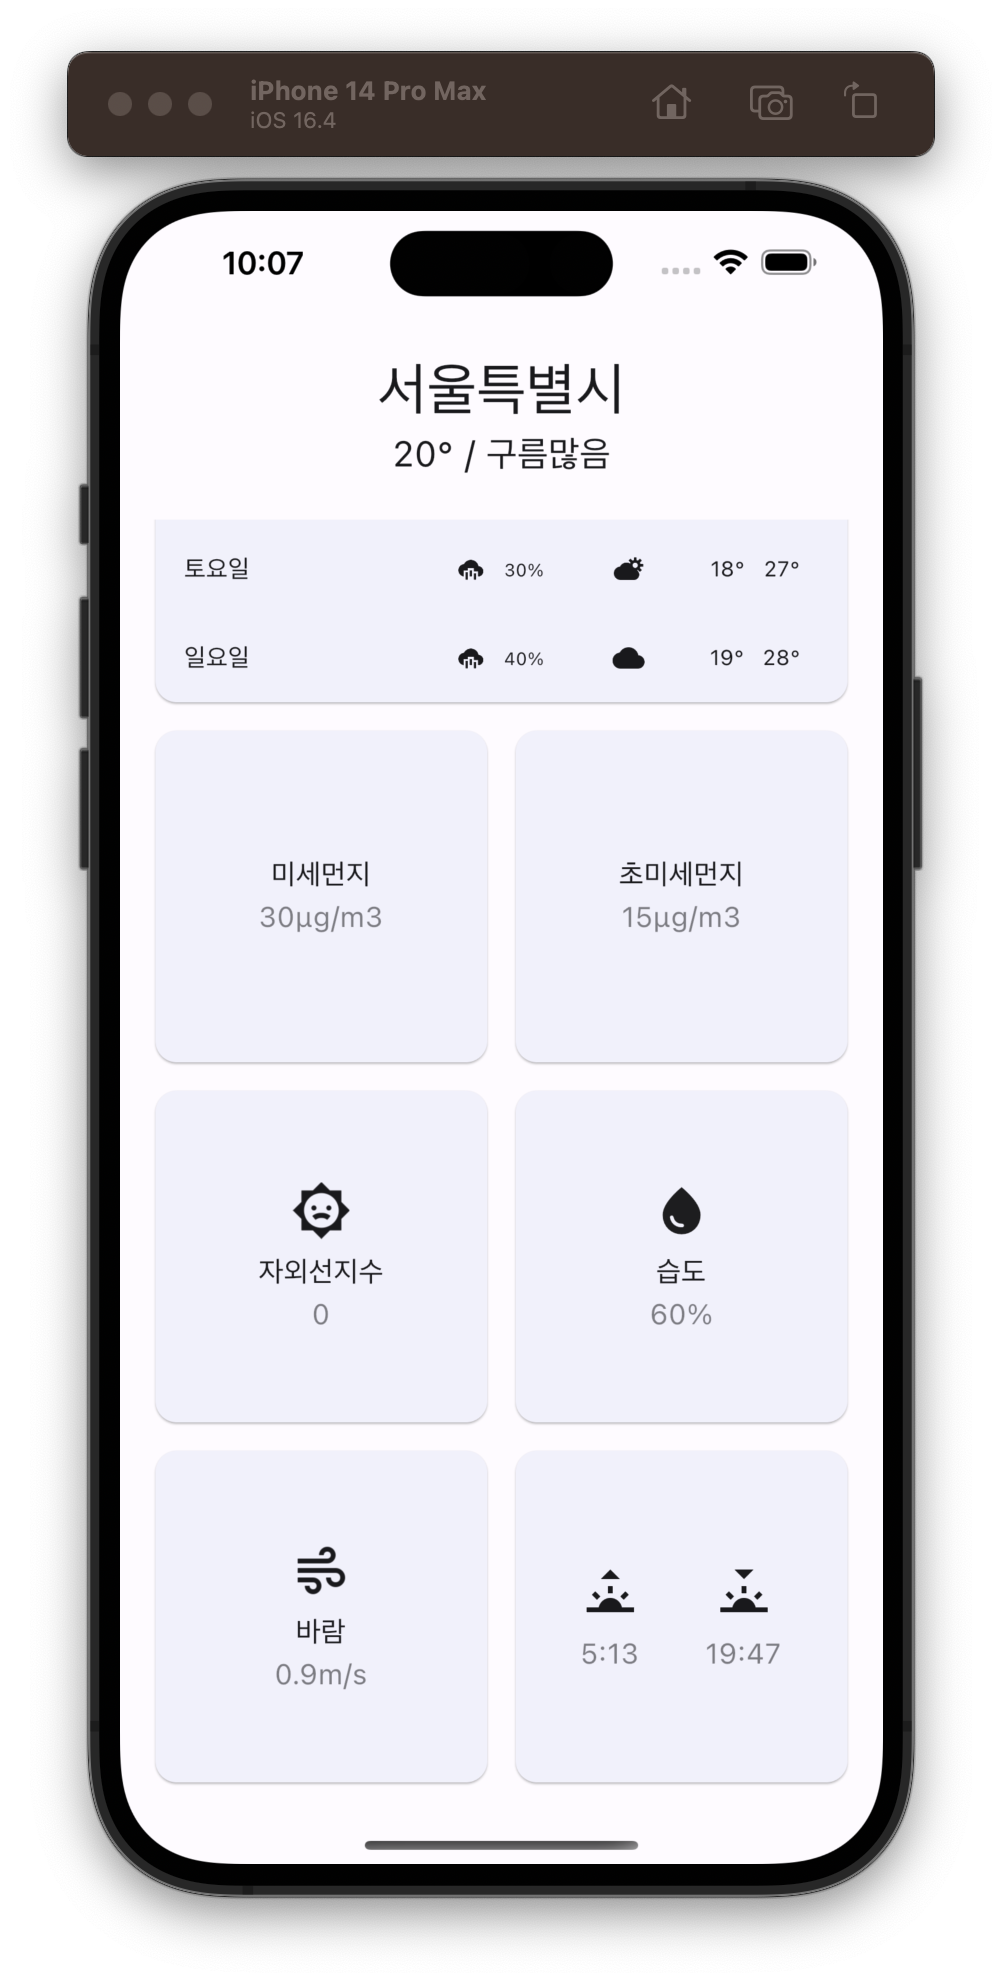 iPhone 14 Pro Max
iOS 16.4
10:07
서울특별시
20° / 구름많음
토요일 30% 18° 27°
일요일 40% 19° 28°
미세먼지
30µg/m3
초미세먼지
15µg/m3
자외선지수
0
습도
60%
바람
0.9m/s
5:13
19:47